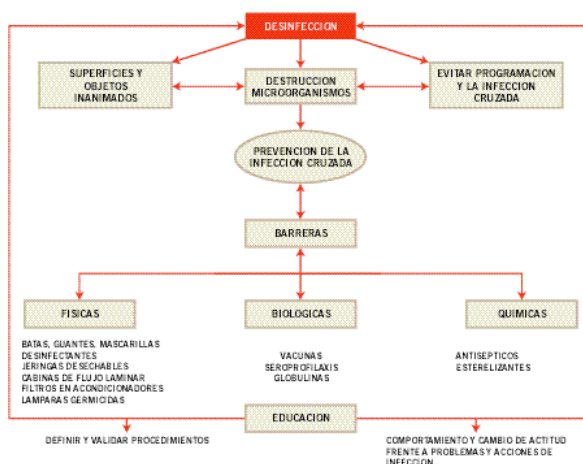 DESINFECCION
SUPERFICIES Y
OBJETOS
INANIMADOS
DESTRUCCION
MICROORGANISMOS
EVITAR PROGRAMACION
Y LA INFECCION
CRUZADA
PREVENCION DE LA
INFECCION CRUZADA
BARRERAS
FISICAS
BIOLOGICAS
QUIMICAS
BATAS, GUANTES, MASCARILLAS
DESINFECTANTES
JERINGAS DESECHABLES
CABINAS DE FLUJO LAMINAR
FILTROS EN ACONDICIONADORES
LAMPARAS GERMICIDAS
VACUNAS
SEROPROFILAXIS
GLOBULINAS
ANTISEPTICOS
ESTERELIZANTES
EDUCACION
DEFINIR Y VALIDAR PROCEDIMIENTOS
COMPORTAMIENTO Y CAMBIO DE ACTITUD
FRENTE A PROBLEMAS Y ACCIONES DE
INFECCION